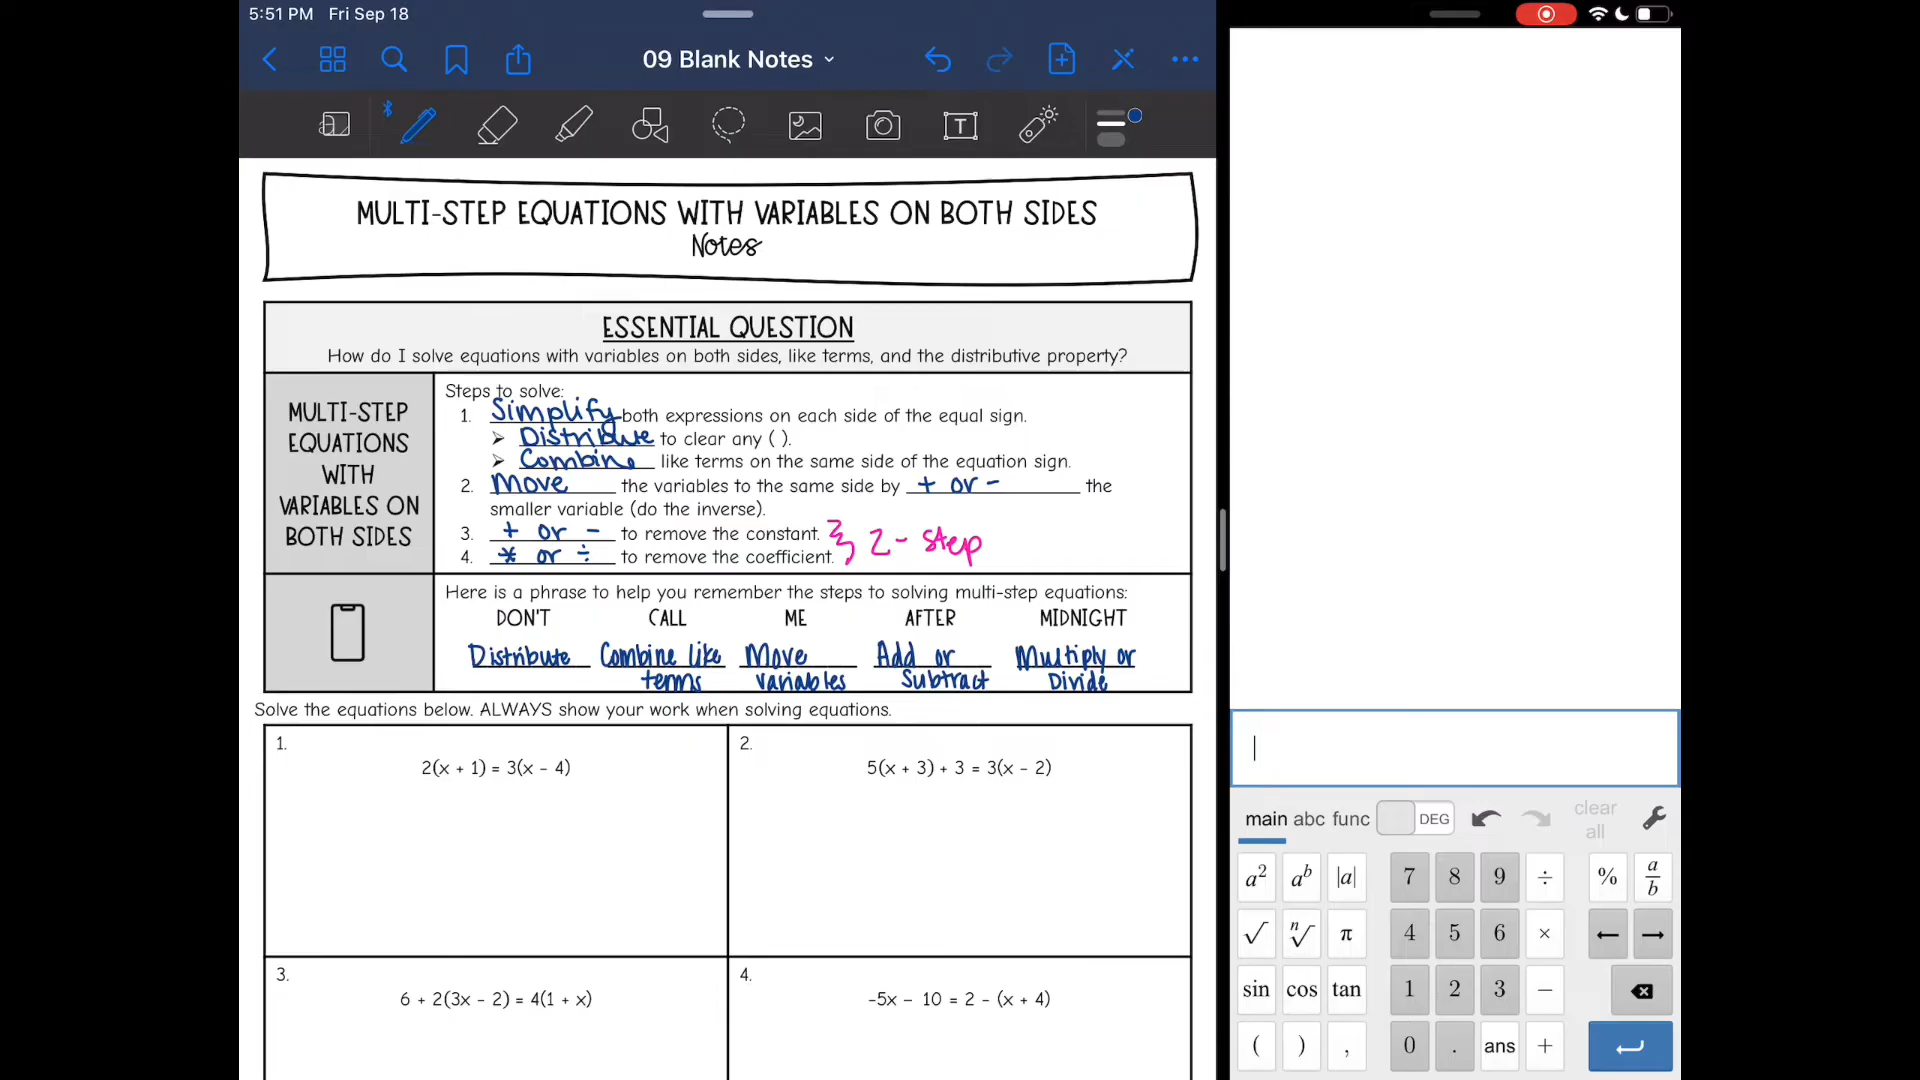 5:51 PM Fri Sep 18
09 Blank Notes
MULTI-STEP EQUATIONS WITH VARIABLES ON BOTH SIDES
Notes
ESSENTIAL QUESTION
How do I solve equations with variables on both sides, like terms, and the distributive property?
MULTI-STEP
EQUATIONS
WITH
VARIABLES ON
BOTH SIDES
Steps to solve:
1. Simplify both expressions on each side of the equal sign.
➤ Distribute to clear any ( ).
➤ Combine like terms on the same side of the equation sign.
2. Move the variables to the same side by + or - the
smaller variable (do the inverse).
3. + or - to remove the constant.
4. * or ÷ to remove the coefficient.
2-step
Here is a phrase to help you remember the steps to solving multi-step equations:
DON'T CALL ME AFTER MIDNIGHT
Distribute Combine like Move Add or Multiply or
terms variables Subtract Divide
Solve the equations below. ALWAYS show your work when solving equations.
1. 2.
2(x + 1) = 3(x - 4) 5(x + 3) + 3 = 3(x - 2)
3. 4.
6 + 2(3x - 2) = 4(1 + x) -5x - 10 = 2 - (x + 4)
main abc func DEG clear all
a² aᵇ |a| 7 8 9 ÷ % a/b
√ ⁿ√ π 4 5 6 × ← →
sin cos tan 1 2 3 −
( ) , 0 . ans +